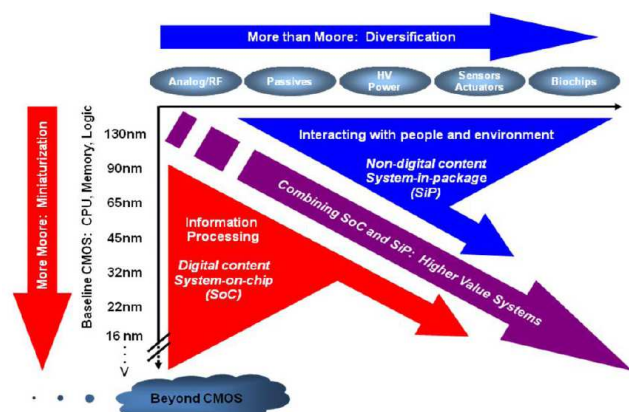 More than Moore: Diversification
Analog/RF
Passives
HV
Power
Sensors
Actuators
Biochips
More Moore: Miniaturization
Baseline CMOS: CPU, Memory, Logic
130nm
90nm
65nm
45nm
32nm
22nm
16 nm
Interacting with people and environment
Non-digital content
System-in-package
(SiP)
Combining SoC and SiP: Higher Value Systems
Information
Processing
Digital content
System-on-chip
(SoC)
Beyond CMOS